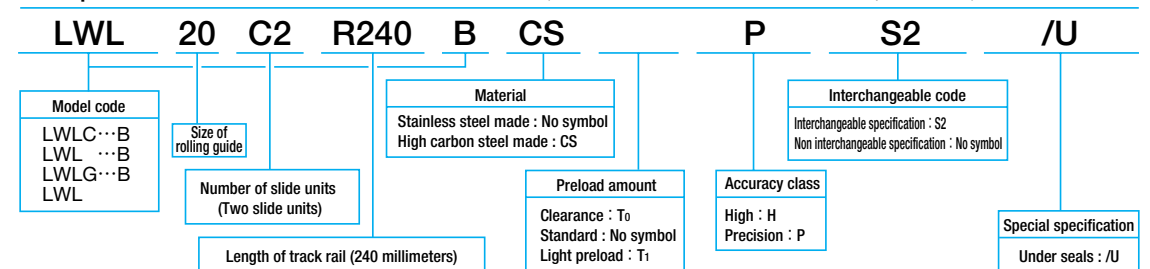 LWL 20 C2 R240 B CS P S2 /U
Model code
LWLC…B
LWL …B
LWLG…B
LWL
Size of
rolling guide
Number of slide units
(Two slide units)
Length of track rail (240 millimeters)
Material
Stainless steel made : No symbol
High carbon steel made : CS
Preload amount
Clearance : T0
Standard : No symbol
Light preload : T1
Accuracy class
High : H
Precision : P
Interchangeable code
Interchangeable specification : S2
Non interchangeable specification : No symbol
Special specification
Under seals : /U